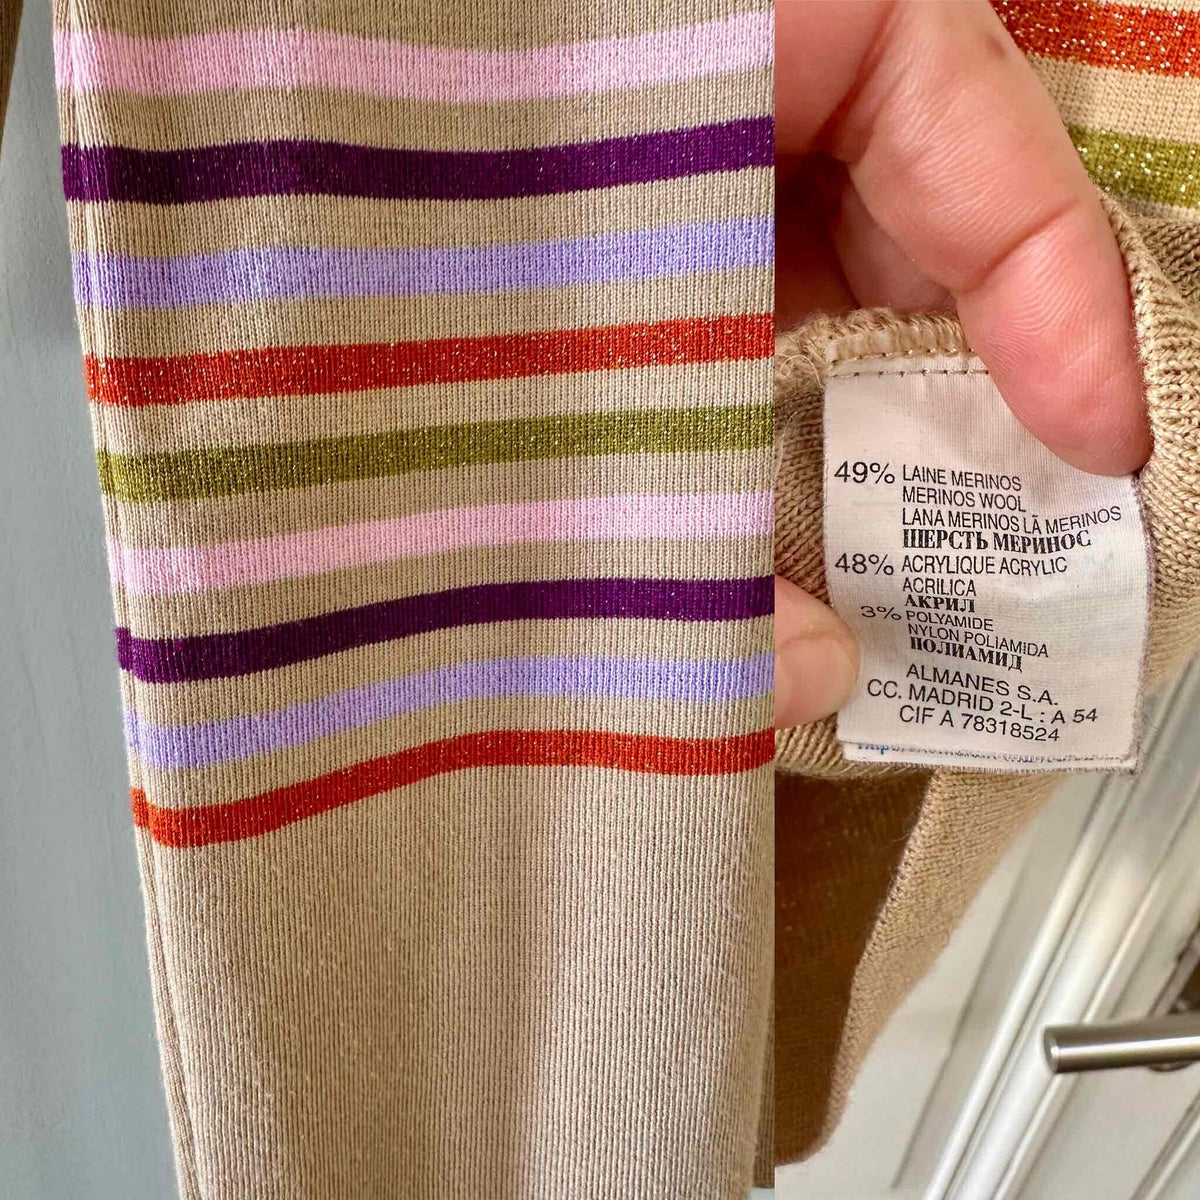 49% LAINE MERINOS
MERINOS WOOL
LANA MERINOS LÃ MERINOS
ШЕРСТЬ МЕРИНОС
48% ACRYLIQUE ACRYLIC
ACRILICA
АКРИЛ
3% POLYAMIDE
NYLON POLIAMIDA
ПОЛИАМИД
ALMANES S.A.
CC. MADRID 2-L : A 54
CIF A 78318524